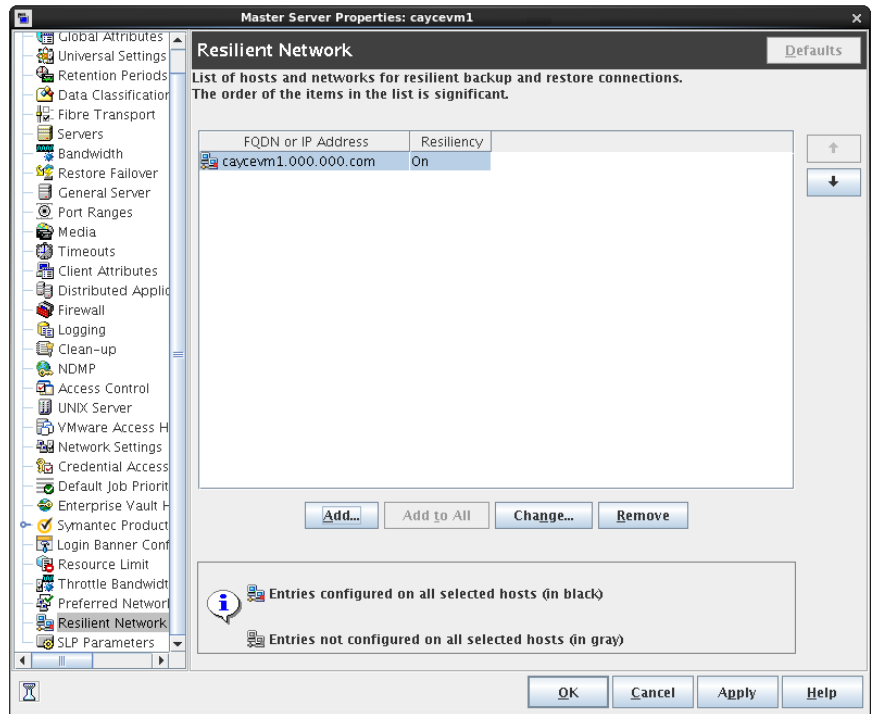 Master Server Properties: caycevm1
Global Attributes
Universal Settings
Retention Periods
Data Classification
Fibre Transport
Servers
Bandwidth
Restore Failover
General Server
Port Ranges
Media
Timeouts
Client Attributes
Distributed Applic
Firewall
Logging
Clean-up
NDMP
Access Control
UNIX Server
VMware Access H
Network Settings
Credential Access
Default Job Priorit
Enterprise Vault H
Symantec Product
Login Banner Conf
Resource Limit
Throttle Bandwidt
Preferred Networl
Resilient Network
SLP Parameters
Resilient Network
Defaults
List of hosts and networks for resilient backup and restore connections.
The order of the items in the list is significant.
FQDN or IP Address Resiliency
caycevm1.000.000.com On
Add... Add to All Change... Remove
Entries configured on all selected hosts (in black)
Entries not configured on all selected hosts (in gray)
OK Cancel Apply Help